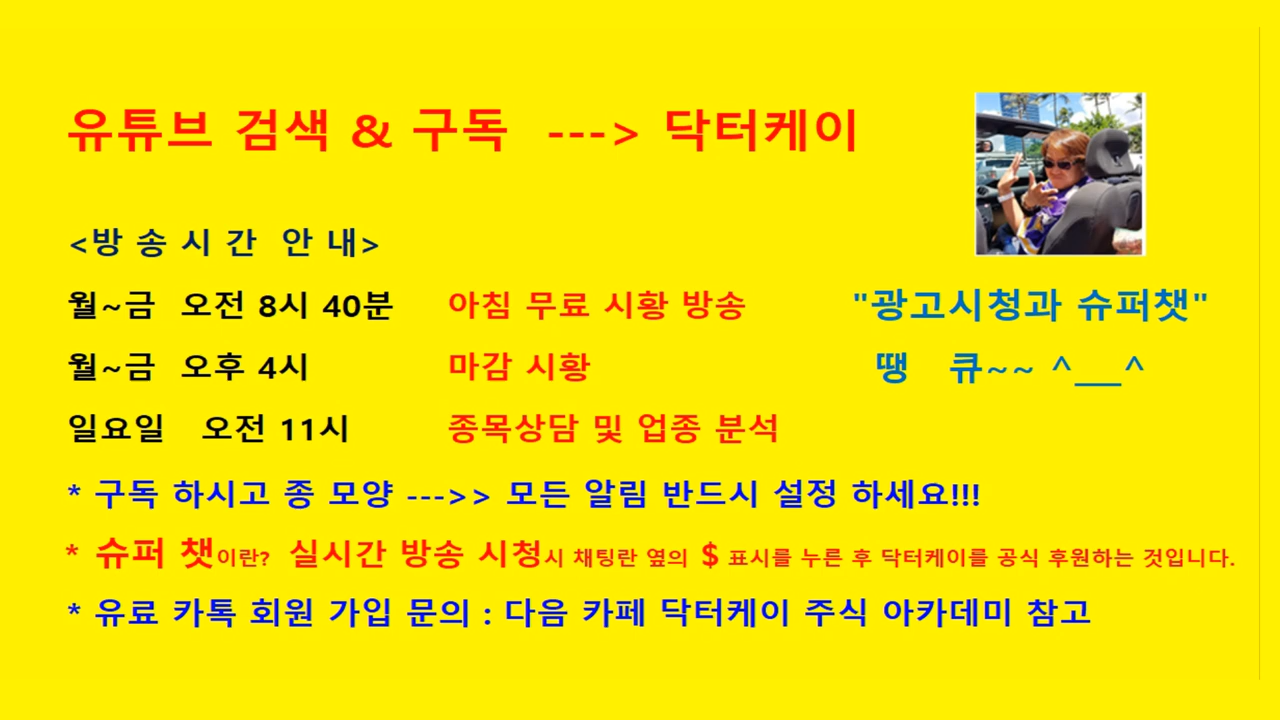 유튜브 검색 & 구독 ---> 닥터케이
<방 송 시 간 안 내>
월~금 오전 8시 40분 아침 무료 시황 방송
월~금 오후 4시 마감 시황
일요일 오전 11시 종목상담 및 업종 분석
"광고시청과 슈퍼챗"
땡 큐~~ ^__^
* 구독 하시고 종 모양 --->> 모든 알림 반드시 설정 하세요!!!
* 슈퍼 챗이란? 실시간 방송 시청시 채팅란 옆의 $ 표시를 누른 후 닥터케이를 공식 후원하는 것입니다.
* 유료 카톡 회원 가입 문의 : 다음 카페 닥터케이 주식 아카데미 참고